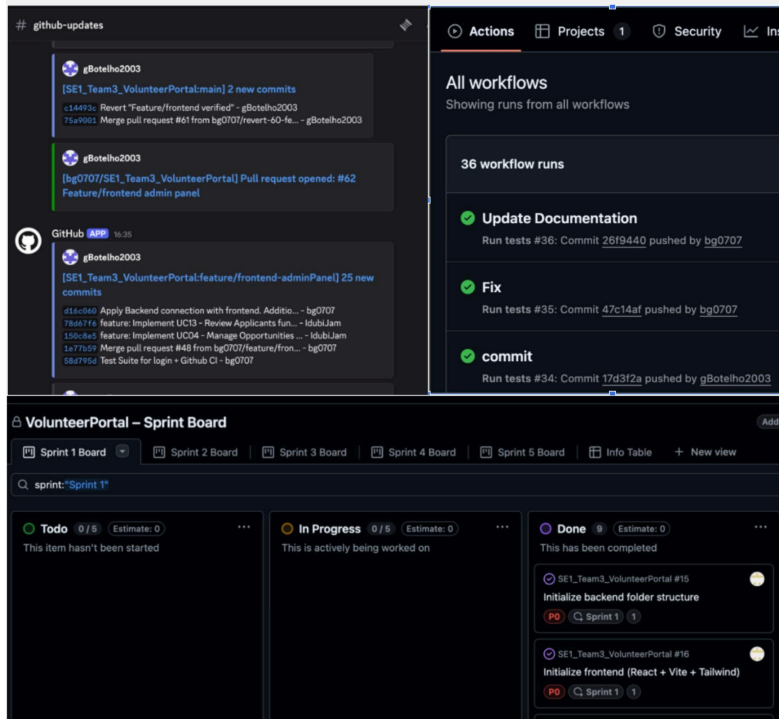 # github-updates
gBotelho2003
[SE1_Team3_VolunteerPortal:main] 2 new commits
c14493c Revert "Feature/frontend verified" - gBotelho2003
75a9001 Merge pull request #61 from bg0707/revert-60-fe... - gBotelho2003
gBotelho2003
[bg0707/SE1_Team3_VolunteerPortal] Pull request opened: #62
Feature/frontend admin panel
GitHub APP 16:35
gBotelho2003
[SE1_Team3_VolunteerPortal:feature/frontend-adminPanel] 25 new
commits
d16c060 Apply Backend connection with frontend. Additio... - bg0707
78d67f6 feature: Implement UC13 - Review Applicants fun... - IdubiJam
150c8e5 feature: Implement UC04 - Manage Opportunities ... - IdubiJam
1e77b59 Merge pull request #48 from bg0707/feature/fron... - bg0707
58d795d Test Suite for login + Github CI - bg0707
Actions Projects 1 Security Ins
All workflows
Showing runs from all workflows
36 workflow runs
Update Documentation
Run tests #36: Commit 26f9440 pushed by bg0707
Fix
Run tests #35: Commit 47c14af pushed by bg0707
commit
Run tests #34: Commit 17d3f2a pushed by gBotelho2003
VolunteerPortal – Sprint Board
Add
Sprint 1 Board Sprint 2 Board Sprint 3 Board Sprint 4 Board Sprint 5 Board Info Table + New view
sprint:"Sprint 1"
Todo 0 / 5 Estimate: 0 ...
This item hasn't been started
In Progress 0 / 5 Estimate: 0 ...
This is actively being worked on
Done 9 Estimate: 0 ...
This has been completed
SE1_Team3_VolunteerPortal #15
Initialize backend folder structure
P0 Sprint 1 1
SE1_Team3_VolunteerPortal #16
Initialize frontend (React + Vite + Tailwind)
P0 Sprint 1 1